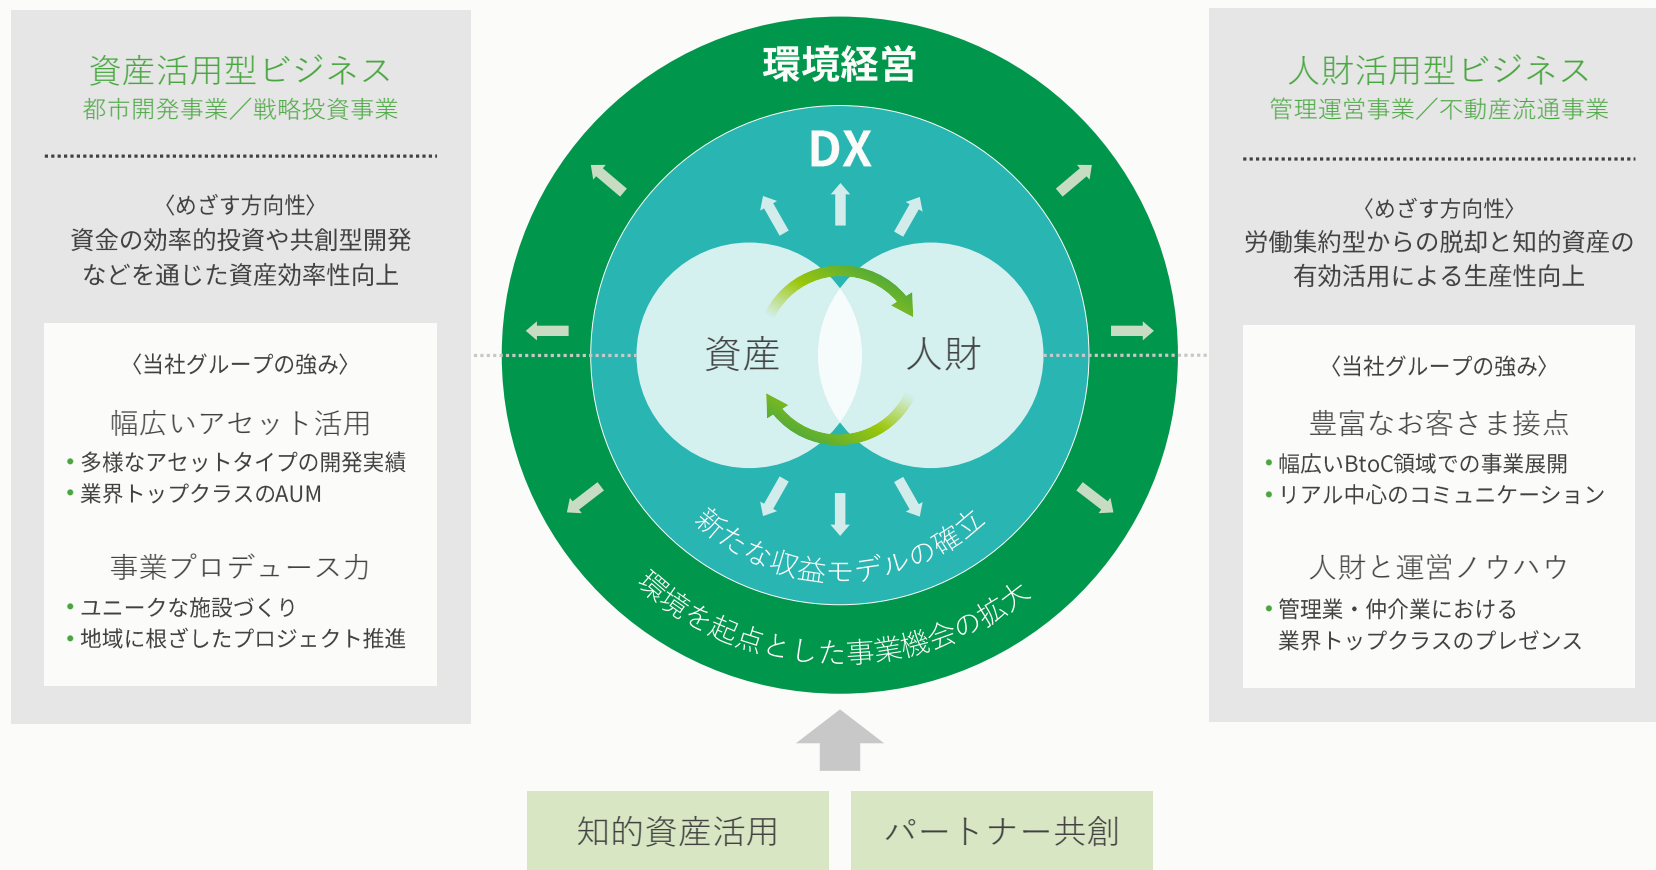 資産活用型ビジネス
都市開発事業／戦略投資事業
〈めざす方向性〉
資金の効率的投資や共創型開発
などを通じた資産効率性向上
〈当社グループの強み〉
幅広いアセット活用
•多様なアセットタイプの開発実績
•業界トップクラスのAUM
事業プロデュース力
•ユニークな施設づくり
•地域に根ざしたプロジェクト推進
環境経営
DX
資産
人財
新たな収益モデルの確立
環境を起点とした事業機会の拡大
人財活用型ビジネス
管理運営事業／不動産流通事業
〈めざす方向性〉
労働集約型からの脱却と知的資産の
有効活用による生産性向上
〈当社グループの強み〉
豊富なお客さま接点
•幅広いBtoC領域での事業展開
•リアル中心のコミュニケーション
人財と運営ノウハウ
•管理業・仲介業における
業界トップクラスのプレゼンス
知的資産活用
パートナー共創